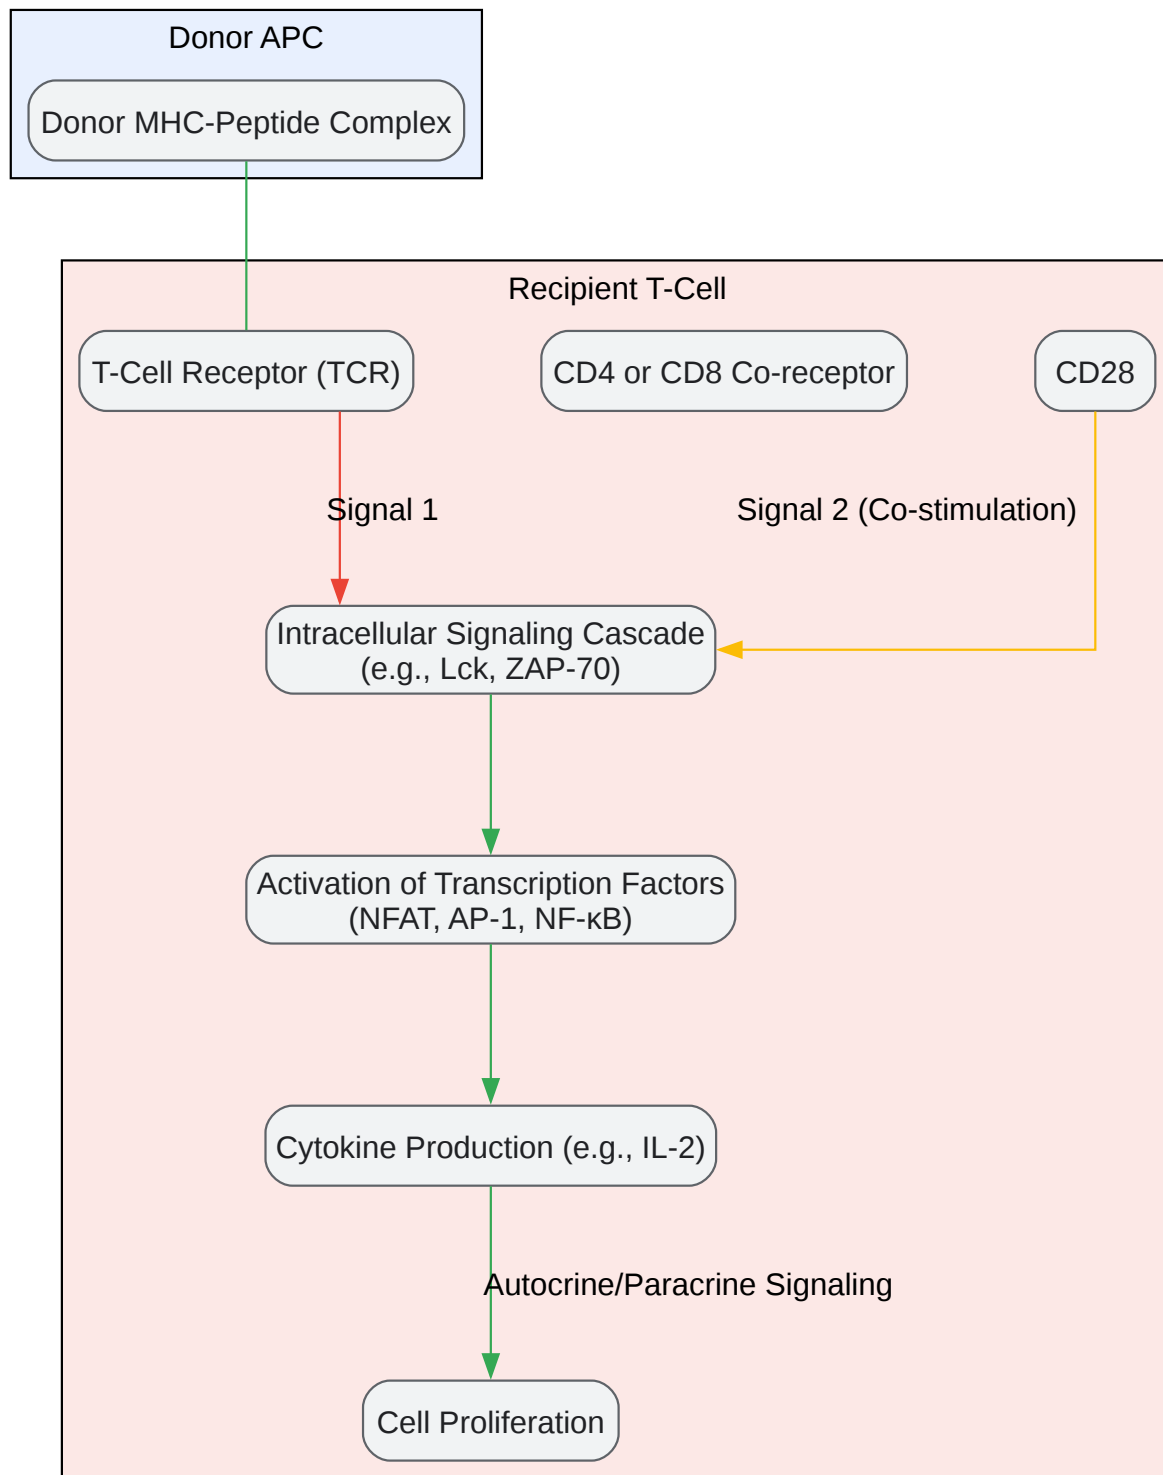 Donor APC
Donor MHC-Peptide Complex
Recipient T-Cell
T-Cell Receptor (TCR)
CD4 or CD8 Co-receptor
CD28
Signal 1
Signal 2 (Co-stimulation)
Intracellular Signaling Cascade
(e.g., Lck, ZAP-70)
Activation of Transcription Factors
(NFAT, AP-1, NF-κB)
Cytokine Production (e.g., IL-2)
Autocrine/Paracrine Signaling
Cell Proliferation